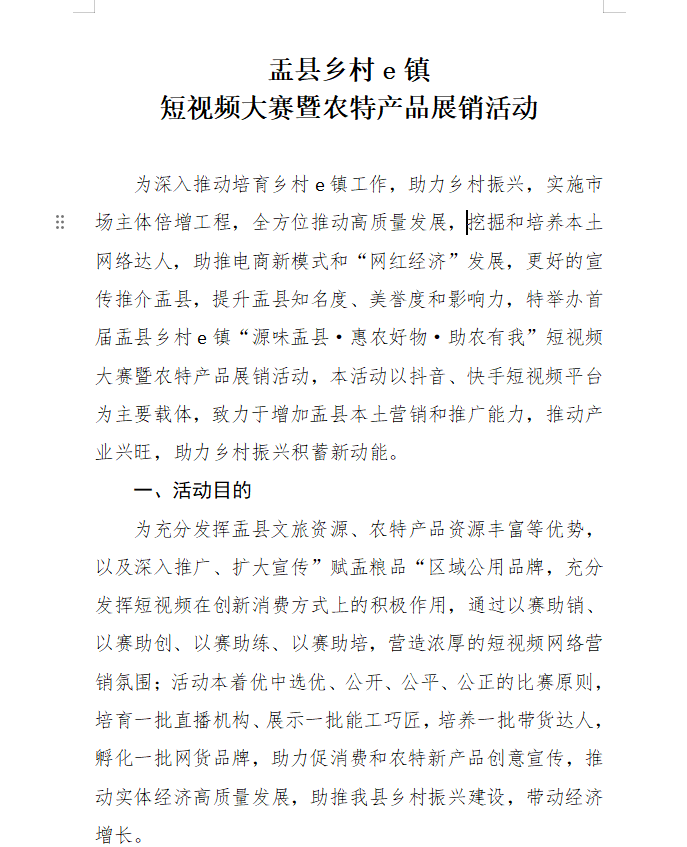 盂县乡村 e 镇
短视频大赛暨农特产品展销活动
为深入推动培育乡村 e 镇工作，助力乡村振兴，实施市
场主体倍增工程，全方位推动高质量发展，挖掘和培养本土
网络达人，助推电商新模式和“网红经济”发展，更好的宣
传推介盂县，提升盂县知名度、美誉度和影响力，特举办首
届盂县乡村 e 镇“源味盂县·惠农好物·助农有我”短视频
大赛暨农特产品展销活动，本活动以抖音、快手短视频平台
为主要载体，致力于增加盂县本土营销和推广能力，推动产
业兴旺，助力乡村振兴积蓄新动能。
一、活动目的
为充分发挥盂县文旅资源、农特产品资源丰富等优势，
以及深入推广、扩大宣传”赋盂粮品“区域公用品牌，充分
发挥短视频在创新消费方式上的积极作用，通过以赛助销、
以赛助创、以赛助练、以赛助培，营造浓厚的短视频网络营
销氛围；活动本着优中选优、公开、公平、公正的比赛原则，
培育一批直播机构、展示一批能工巧匠，培养一批带货达人，
孵化一批网货品牌，助力促消费和农特新产品创意宣传，推
动实体经济高质量发展，助推我县乡村振兴建设，带动经济
增长。